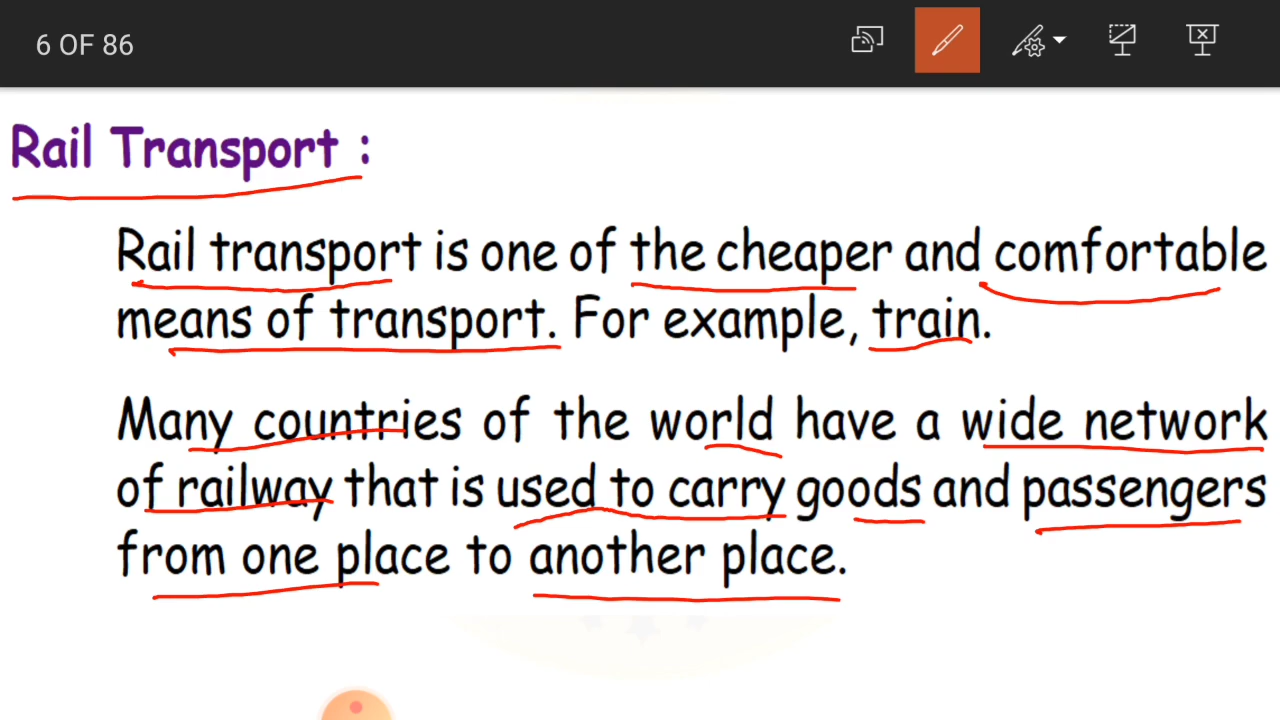 6 OF 86
Rail Transport :
Rail transport is one of the cheaper and comfortable
means of transport. For example, train.
Many countries of the world have a wide network
of railway that is used to carry goods and passengers
from one place to another place.